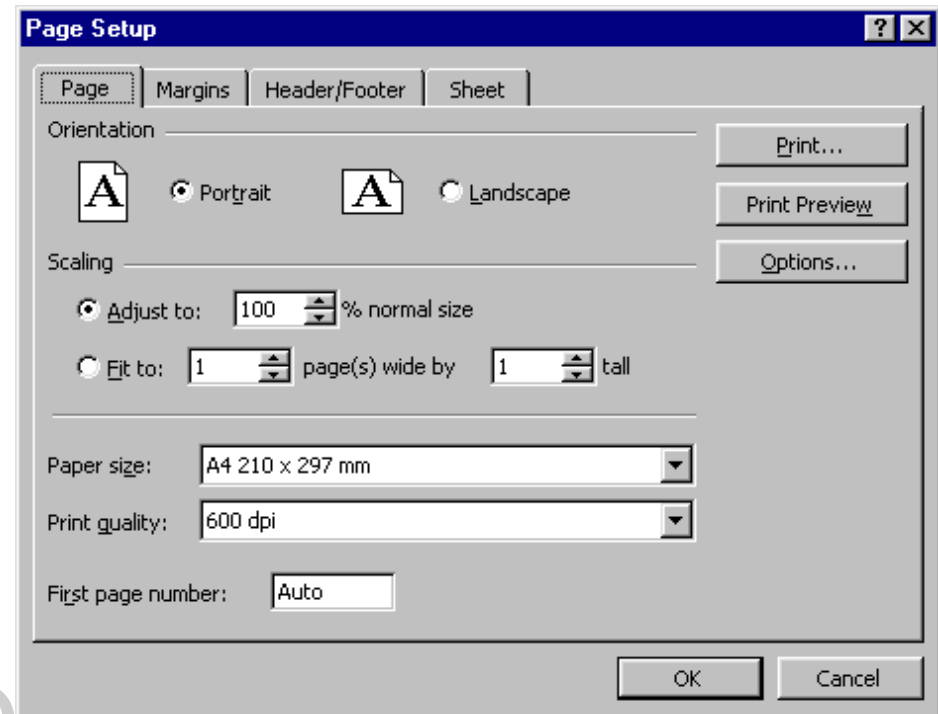 Page Setup
Page Margins Header/Footer Sheet
Orientation
Print...
A Portrait A Landscape
Print Preview
Scaling
Options...
Adjust to: 100 % normal size
Fit to: 1 page(s) wide by 1 tall
Paper size: A4 210 x 297 mm
Print quality: 600 dpi
First page number: Auto
OK Cancel